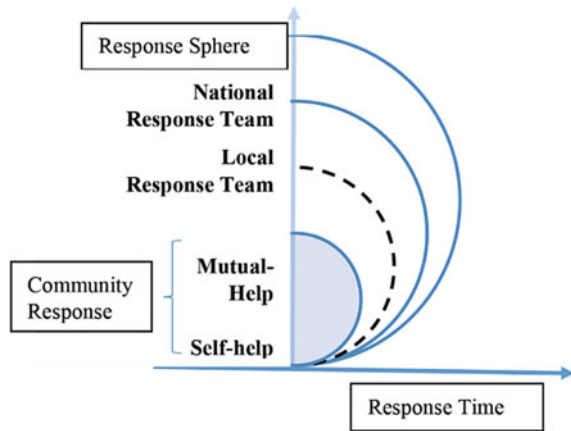 Response Sphere
National
Response Team
Local
Response Team
Mutual-
Help
Community
Response
Self-help
Response Time